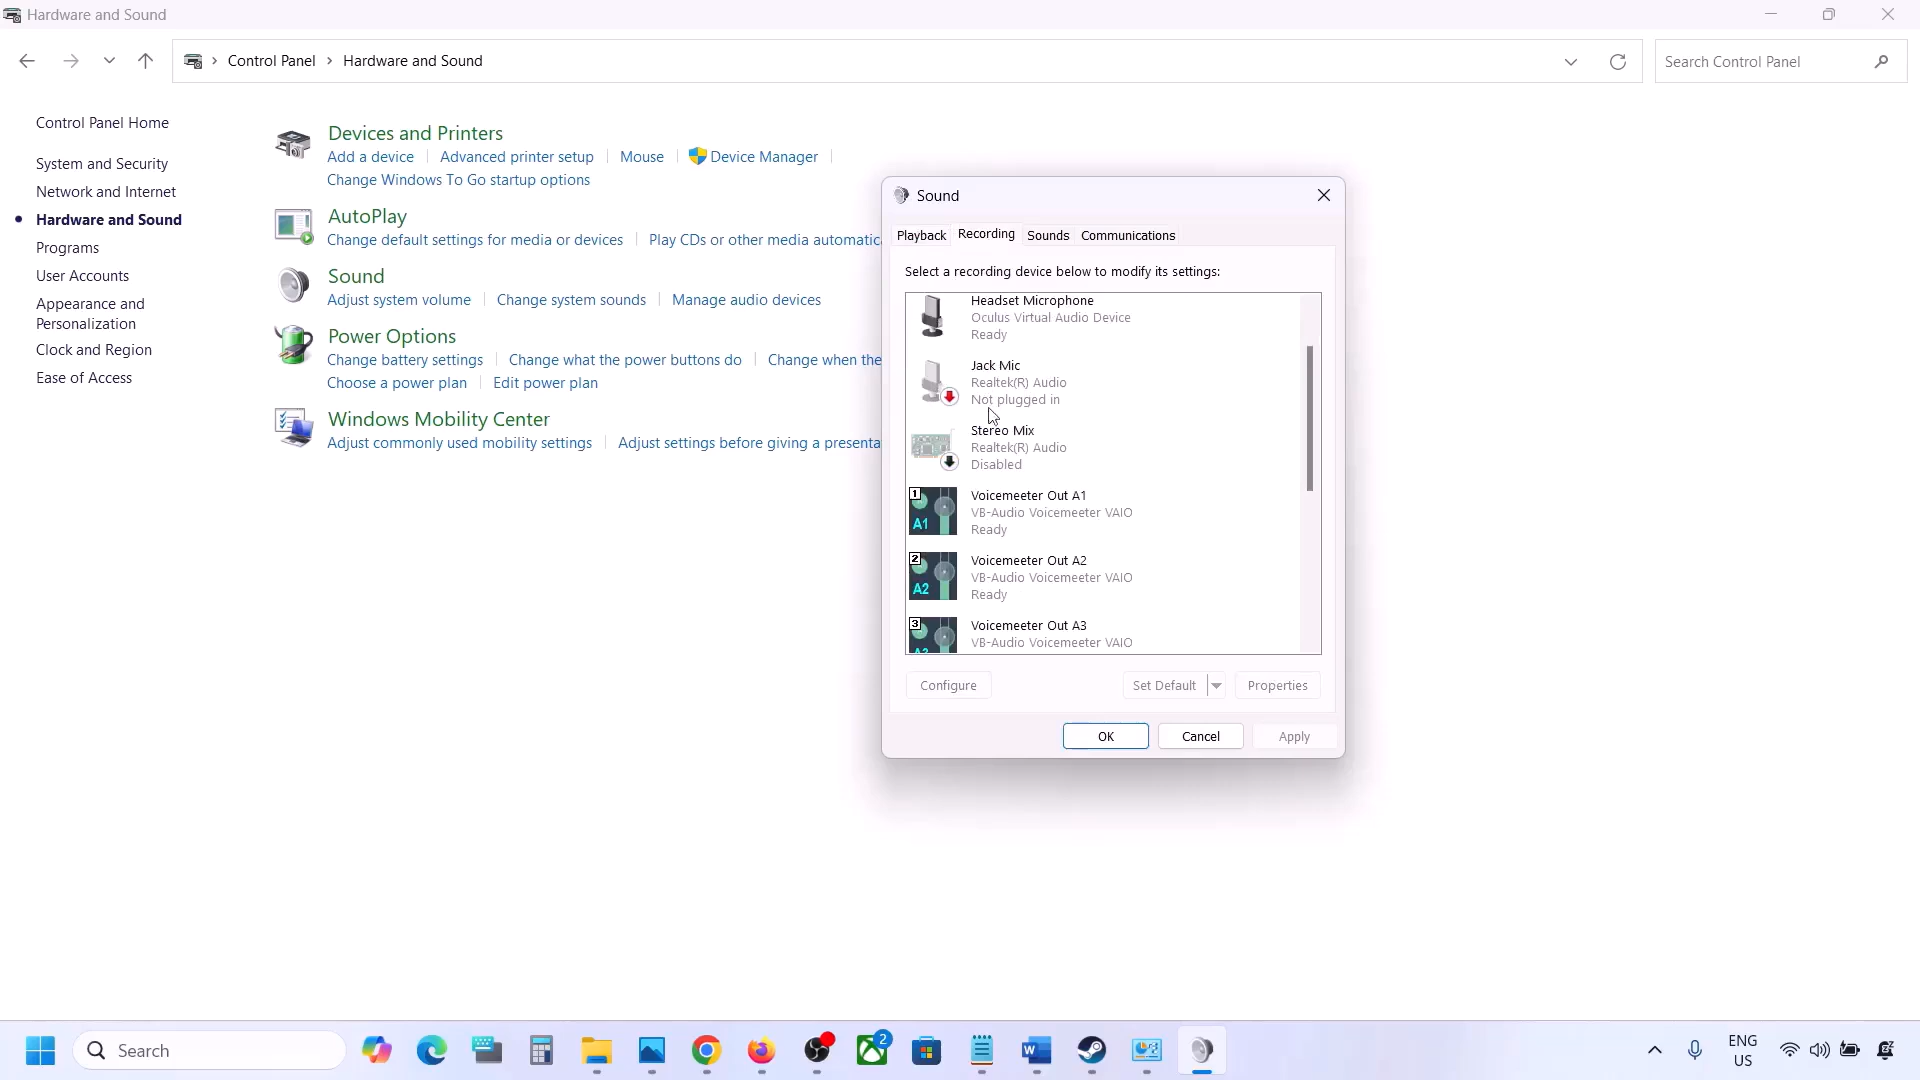 Hardware and Sound
Control Panel > Hardware and Sound
Search Control Panel
Control Panel Home
System and Security
Network and Internet
Hardware and Sound
Programs
User Accounts
Appearance and
Personalization
Clock and Region
Ease of Access
Devices and Printers
Add a device
Advanced printer setup
Mouse
Device Manager
Change Windows To Go startup options
AutoPlay
Change default settings for media or devices
Play CDs or other media automatica
Sound
Adjust system volume
Change system sounds
Manage audio devices
Power Options
Change battery settings
Change what the power buttons do
Change when the
Choose a power plan
Edit power plan
Windows Mobility Center
Adjust commonly used mobility settings
Adjust settings before giving a presenta
Sound
Playback
Recording
Sounds
Communications
Select a recording device below to modify its settings:
Headset Microphone
Oculus Virtual Audio Device
Ready
Jack Mic
Realtek(R) Audio
Not plugged in
Stereo Mix
Realtek(R) Audio
Disabled
1
A1
Voicemeeter Out A1
VB-Audio Voicemeeter VAIO
Ready
2
A2
Voicemeeter Out A2
VB-Audio Voicemeeter VAIO
Ready
3
A3
Voicemeeter Out A3
VB-Audio Voicemeeter VAIO
Configure
Set Default
Properties
OK
Cancel
Apply
Search
2
ENG
US